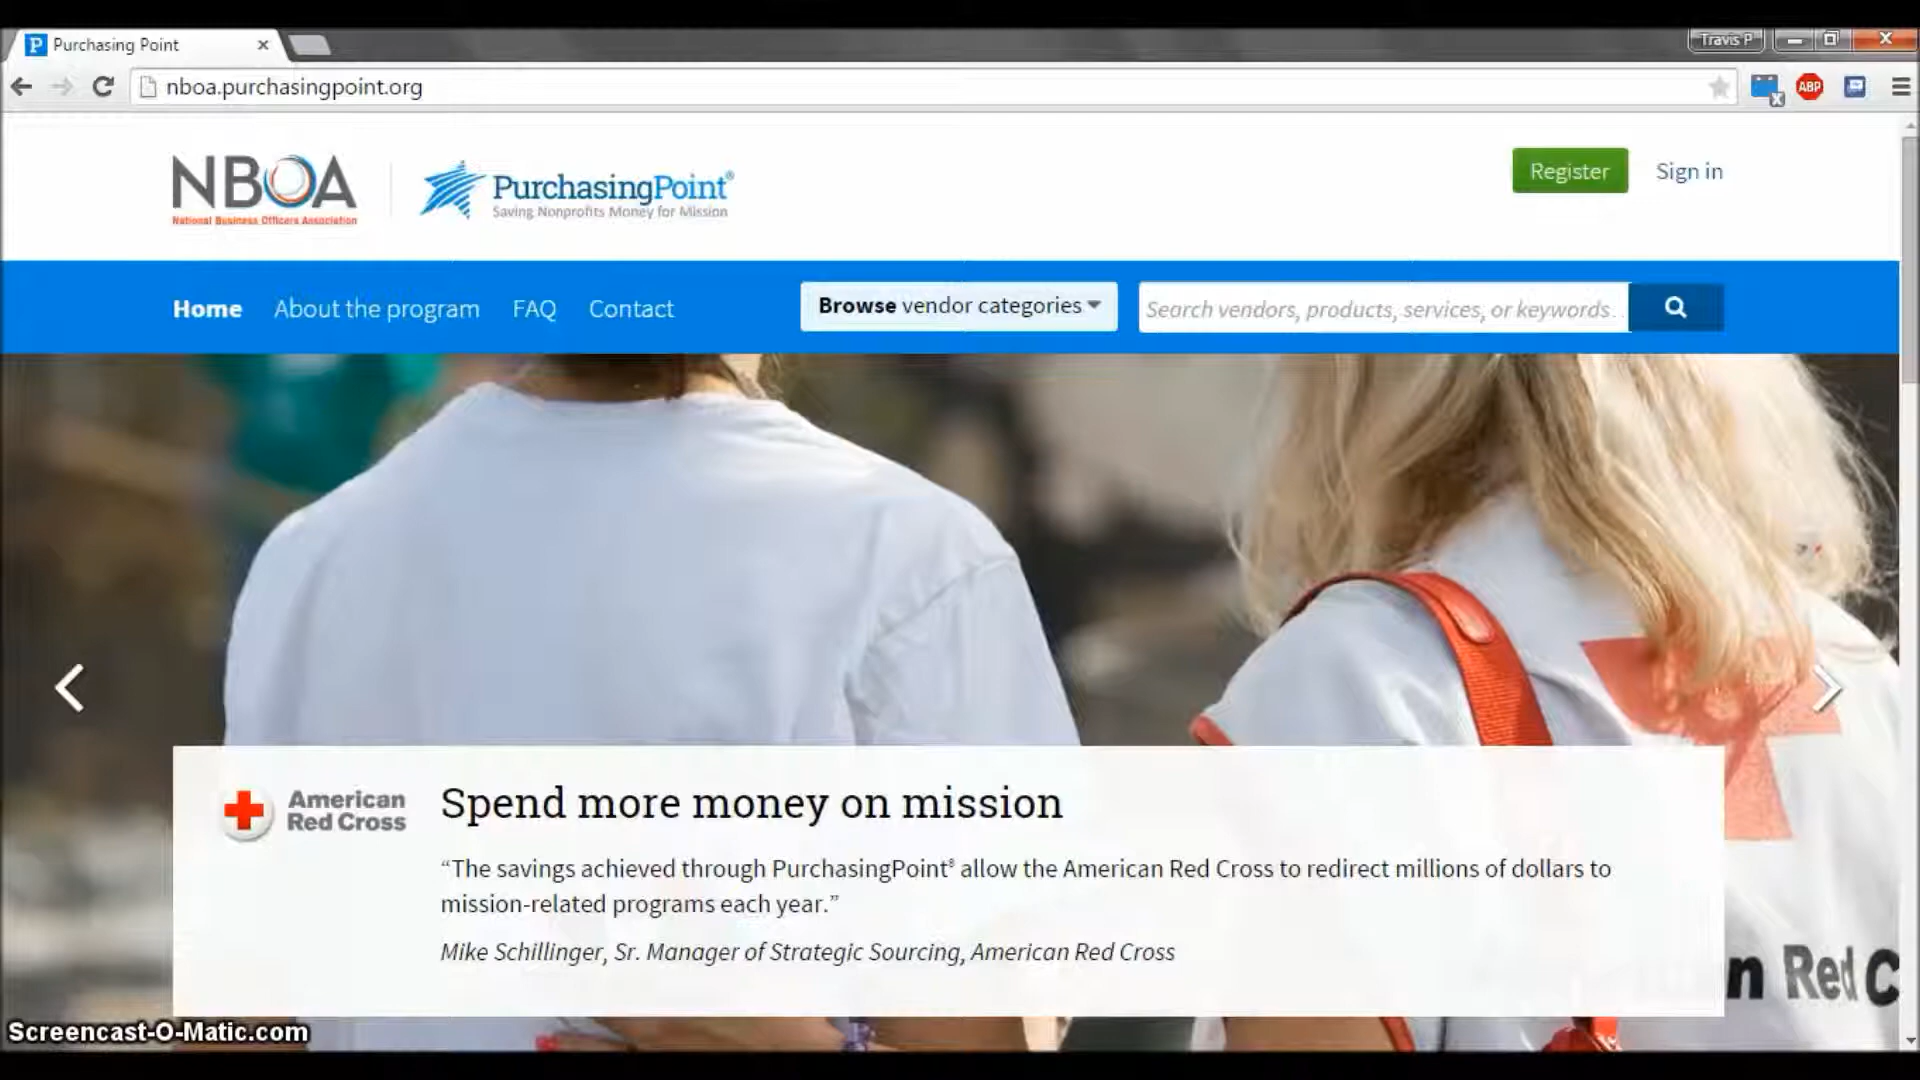 Purchasing Point
Travis P
nboa.purchasingpoint.org
ABP
NBOA
National Business Officers Association
PurchasingPoint®
Saving Nonprofits Money for Mission
Register
Sign in
Home
About the program
FAQ
Contact
Browse vendor categories
Search vendors, products, services, or keywords...
American
Red Cross
Spend more money on mission
“The savings achieved through PurchasingPoint® allow the American Red Cross to redirect millions of dollars to
mission-related programs each year.”
Mike Schillinger, Sr. Manager of Strategic Sourcing, American Red Cross
n Red C
Screencast-O-Matic.com